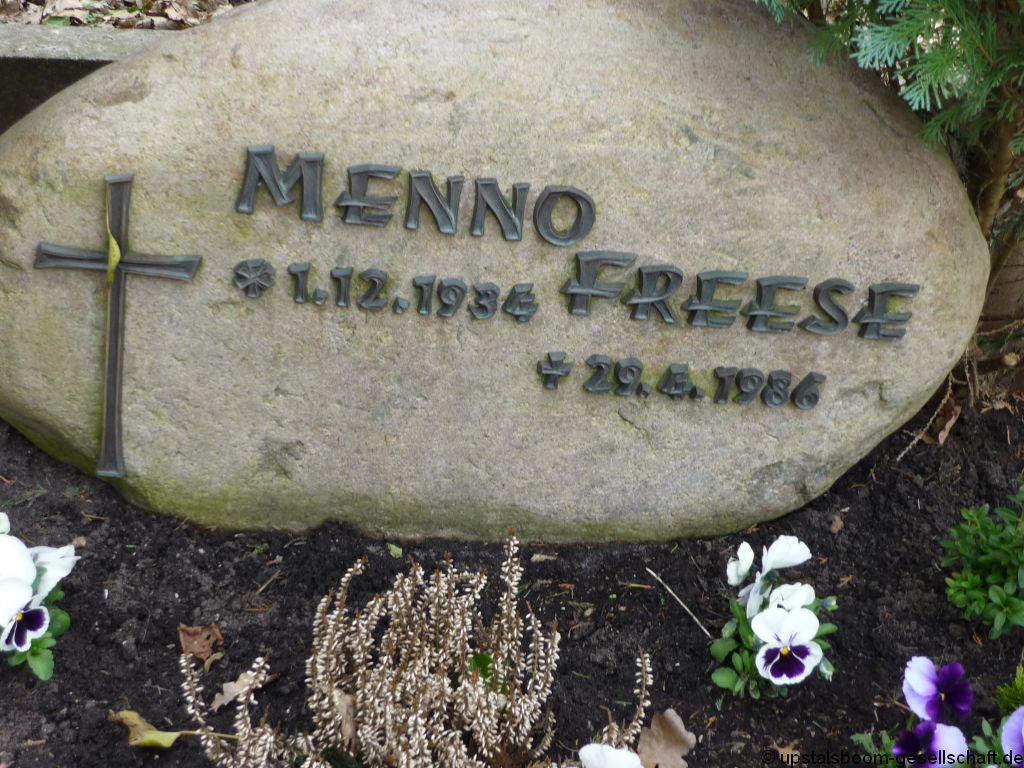 MENNO
* 1.12.1934
FREESE
† 29.4.1986
© upstalsboom-gesellschaft.de